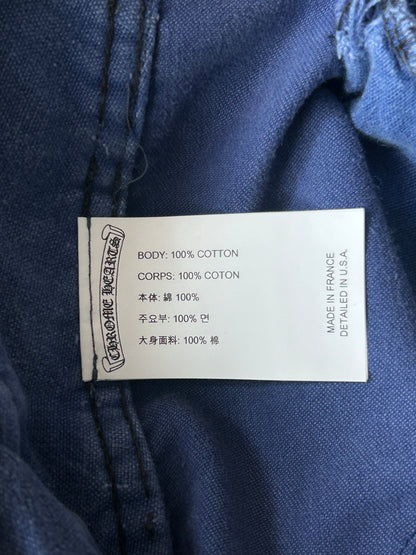 CHROME HEARTS
BODY: 100% COTTON
CORPS: 100% COTON
本体: 綿 100%
주요부: 100% 면
大身面料: 100% 棉
MADE IN FRANCE
DETAILED IN U.S.A.